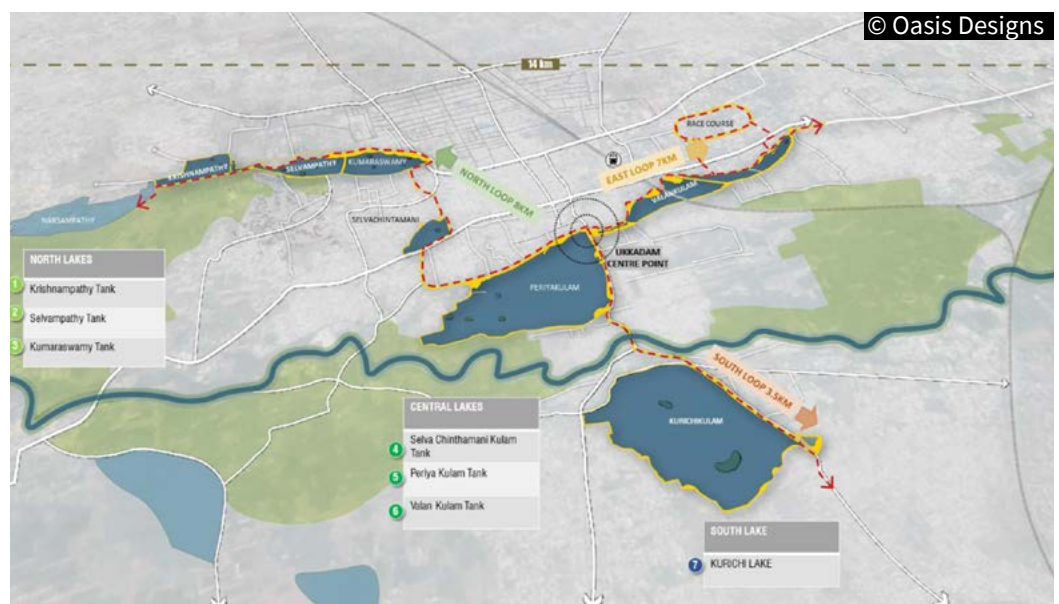 © Oasis Designs
14 km
RACE COURSE
EAST LOOP 7KM
KRISHNAMPATHY
SELVAMPATHY
KUMARASWAMY
NORTH LOOP 8KM
VALANKULAM
NARSAMPATHY
SELVACHINTAMANI
UKKADAM
CENTRE POINT
PERIYAKULAM
NORTH LAKES
1 Krishnampathy Tank
2 Selvampathy Tank
3 Kumaraswamy Tank
SOUTH LOOP 3.5KM
KURICHIKULAM
CENTRAL LAKES
4 Selva Chinthamani Kulam
Tank
5 Periya Kulam Tank
6 Valan Kulam Tank
SOUTH LAKE
7 KURICHI LAKE